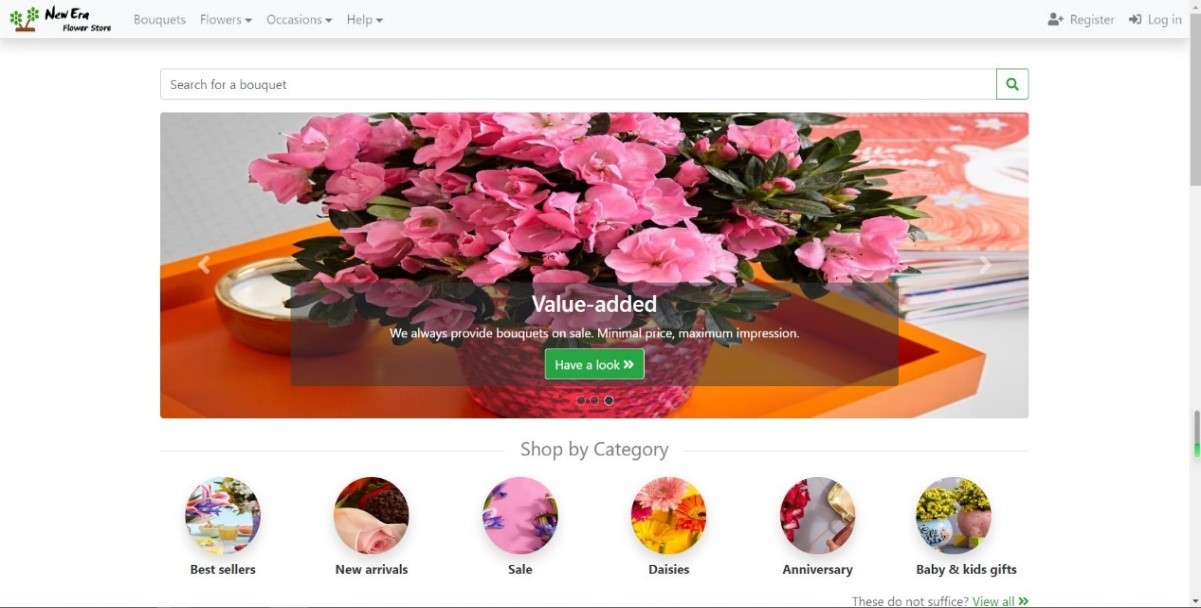 New Era
Flower Store
Bouquets Flowers Occasions Help
Register Log in
Search for a bouquet
Value-added
We always provide bouquets on sale. Minimal price, maximum impression.
Have a look
Shop by Category
Best sellers New arrivals Sale Daisies Anniversary Baby & kids gifts
These do not suffice? View all